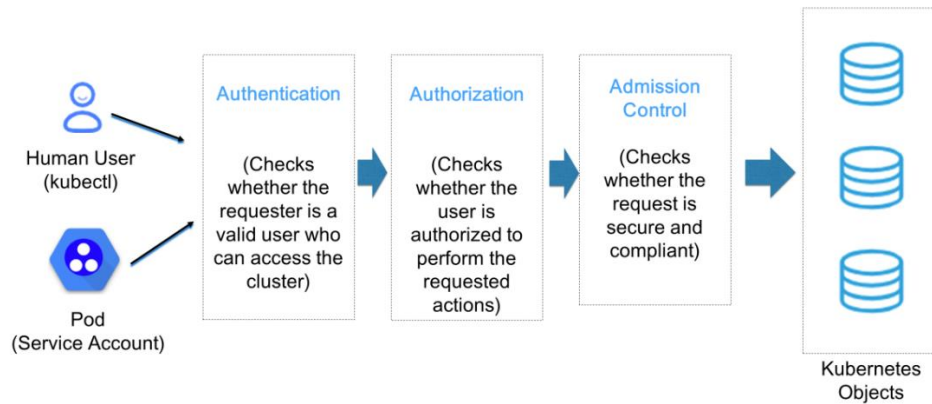 Human User
(kubectl)
Pod
(Service Account)
Authentication
(Checks
whether the
requester is a
valid user who
can access the
cluster)
Authorization
(Checks
whether the
user is
authorized to
perform the
requested
actions)
Admission
Control
(Checks
whether the
request is
secure and
compliant)
Kubernetes
Objects